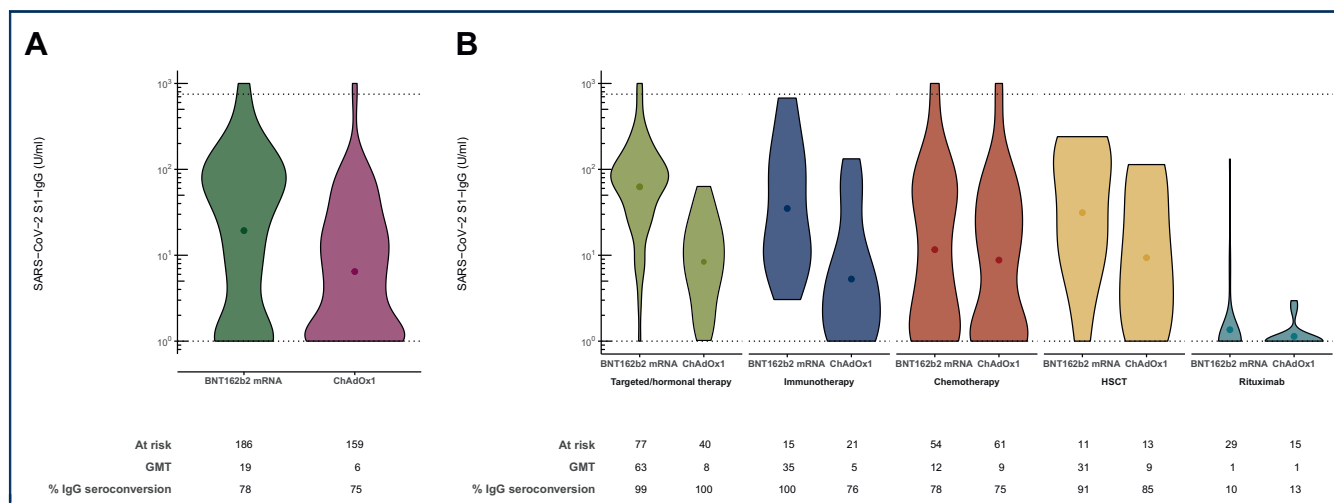 A
B
SARS−CoV−2 S1−IgG (U/ml)
10³
10²
10¹
10⁰
BNT162b2 mRNA ChAdOx1
SARS−CoV−2 S1−IgG (U/ml)
10³
10²
10¹
10⁰
BNT162b2 mRNA ChAdOx1 BNT162b2 mRNA ChAdOx1 BNT162b2 mRNA ChAdOx1 BNT162b2 mRNA ChAdOx1 BNT162b2 mRNA ChAdOx1
Targeted/hormonal therapy Immunotherapy Chemotherapy HSCT Rituximab
At risk 186 159
GMT 19 6
% IgG seroconversion 78 75
At risk 77 40 15 21 54 61 11 13 29 15
GMT 63 8 35 5 12 9 31 9 1 1
% IgG seroconversion 99 100 100 76 78 75 91 85 10 13